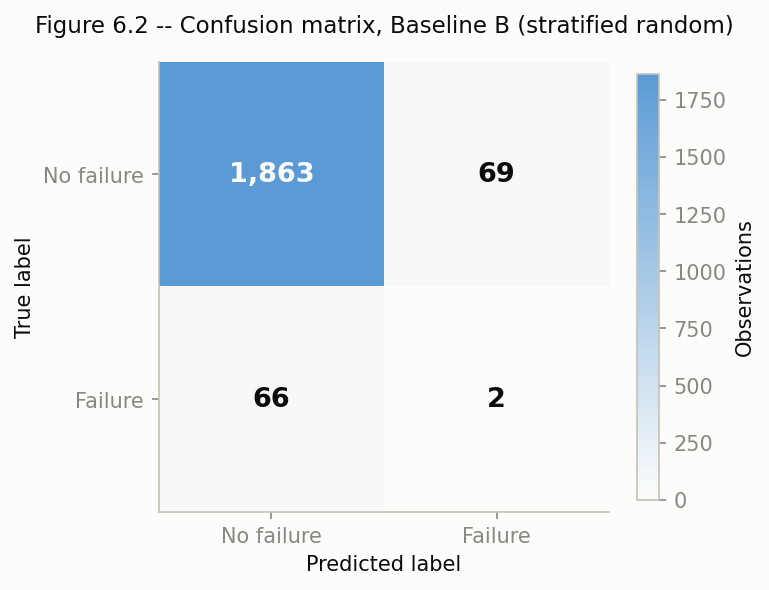 Figure 6.2 -- Confusion matrix, Baseline B (stratified random)
True label
No failure
Failure
1,863
69
66
2
No failure
Failure
Predicted label
1750
1500
1250
1000
750
500
250
0
Observations